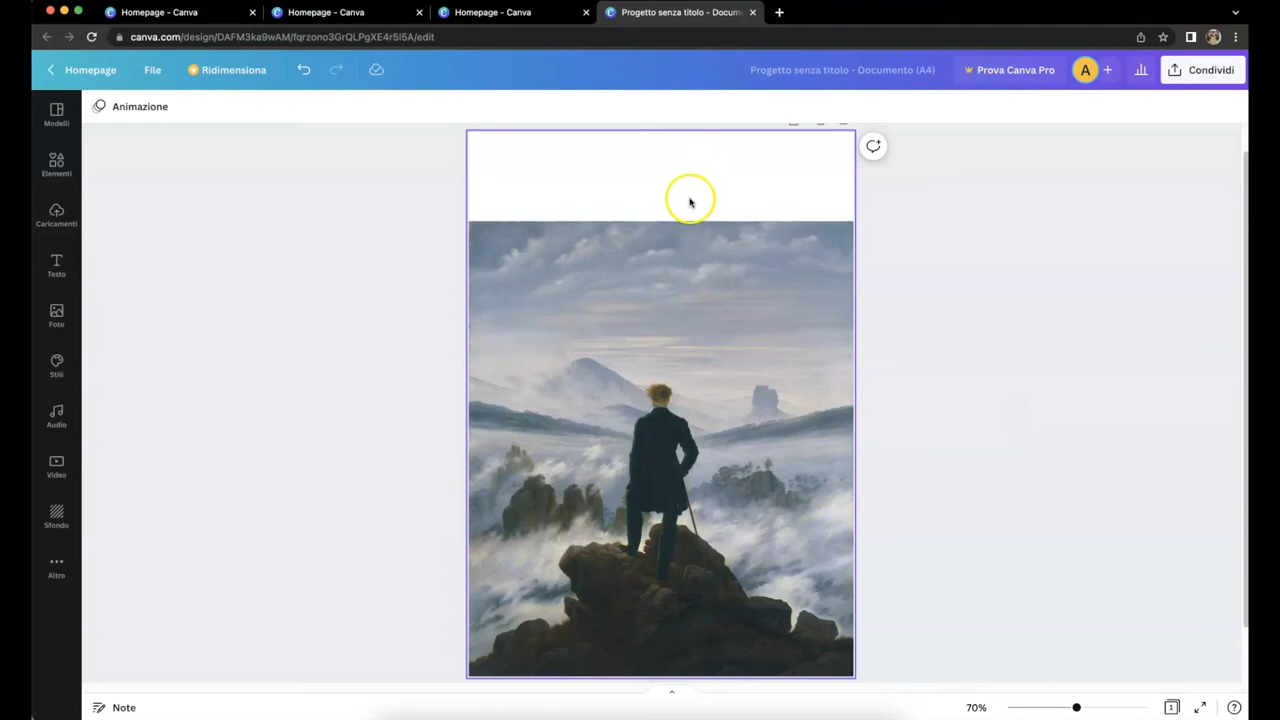 Homepage - Canva
Homepage - Canva
Homepage - Canva
Progetto senza titolo - Docum
canva.com/design/DAFM3ka9wAM/fqrzono3GrQLPgXE4r5I5A/edit
Homepage
File
Ridimensiona
Progetto senza titolo - Documento (A4)
Prova Canva Pro
A
Condividi
Modelli
Animazione
Elementi
Caricamenti
Testo
Foto
Stili
Audio
Video
Sfondo
Altro
Note
70%
1